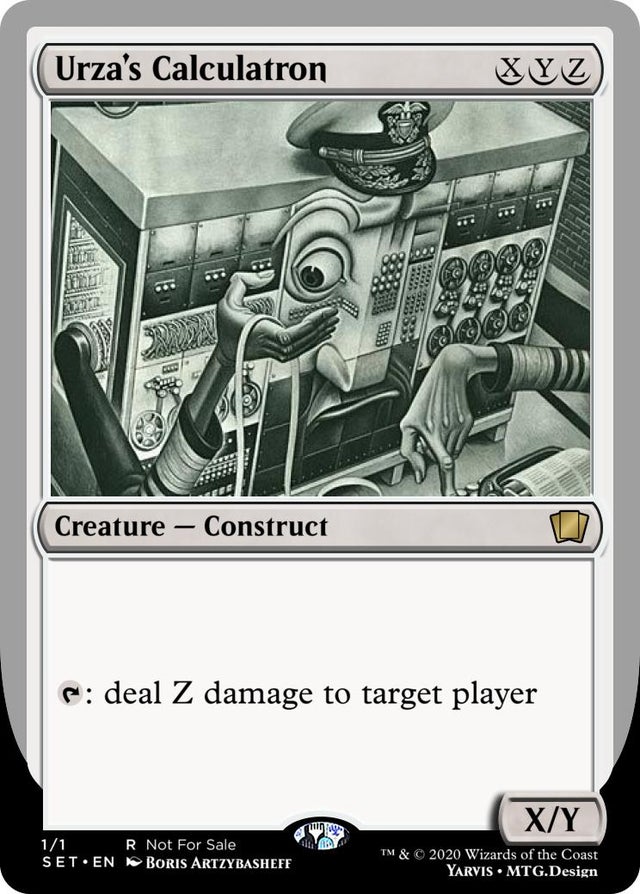 Urza's Calculatron XYZ
Creature — Construct
: deal Z damage to target player
X/Y
1/1 R Not For Sale
SET • EN Boris Artzybasheff
™ & © 2020 Wizards of the Coast
Yarvis • MTG.Design